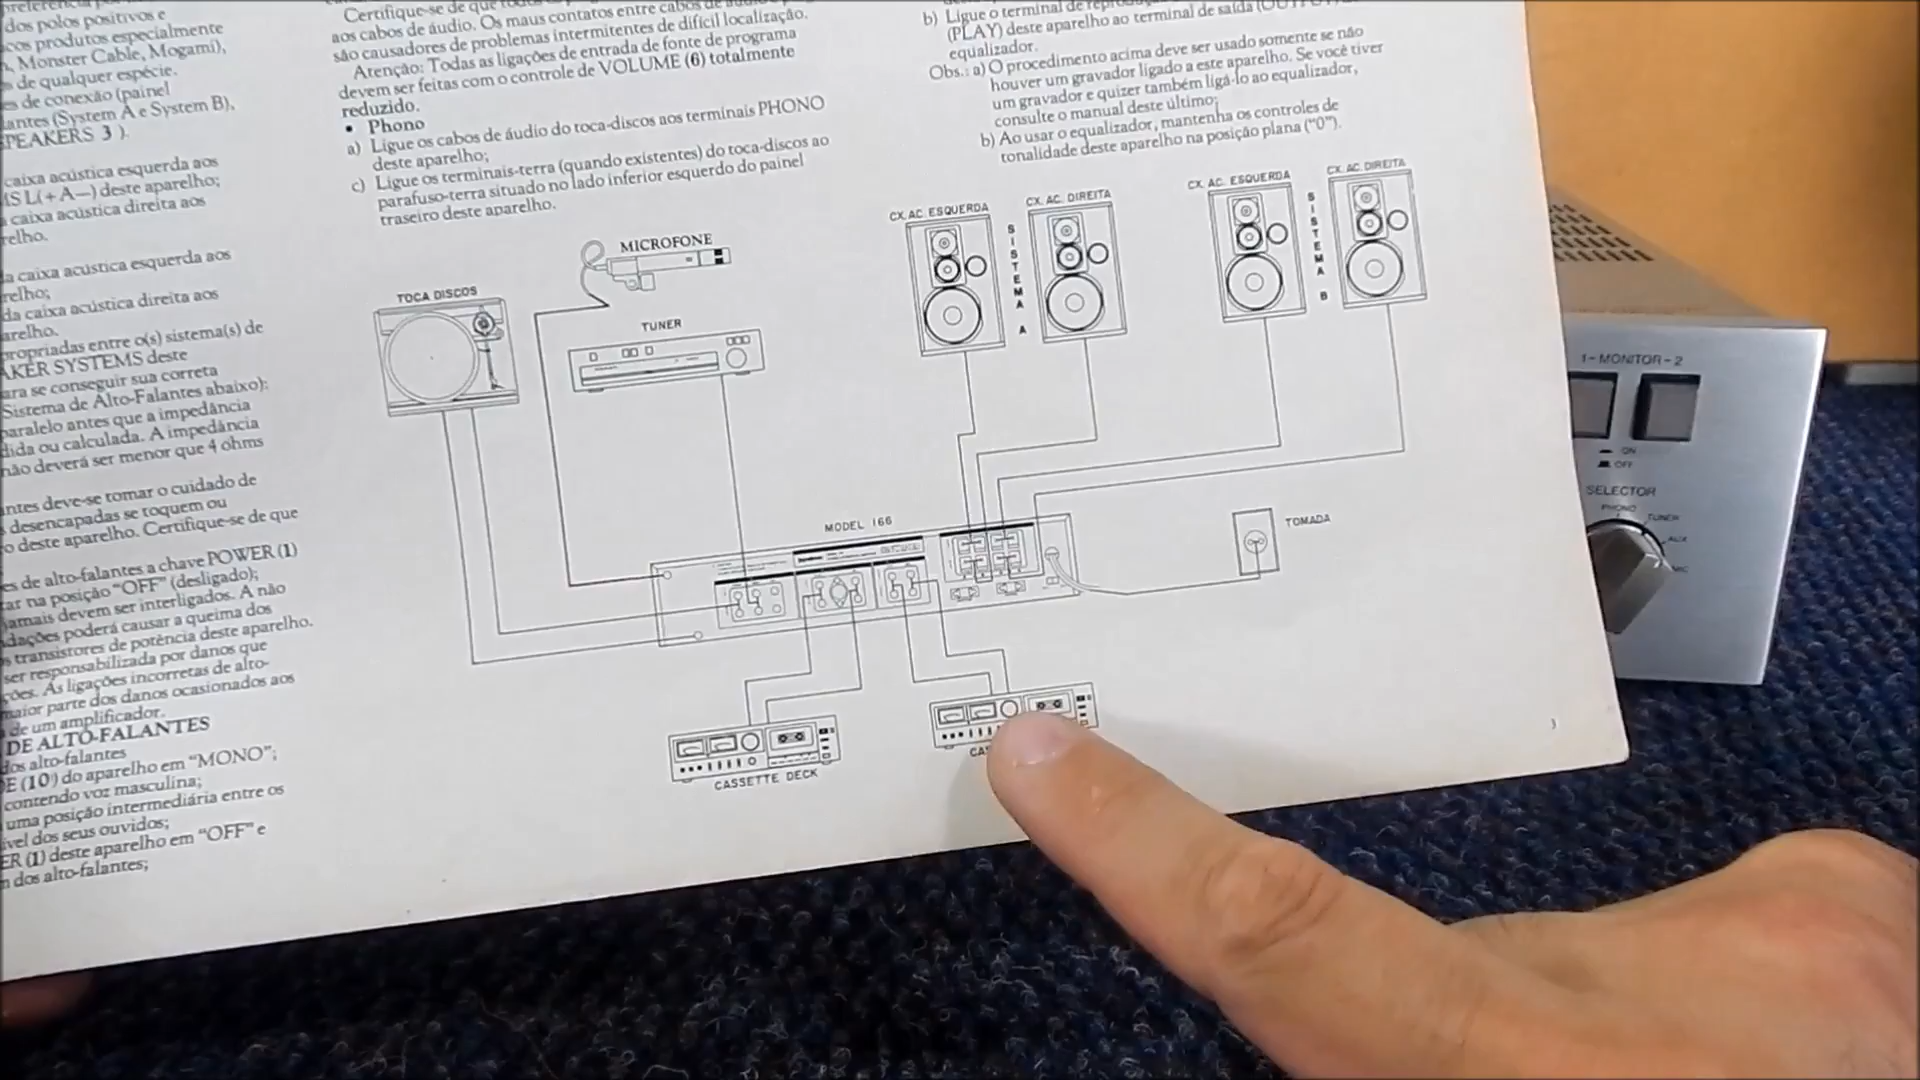 preferência
dos polos positivos e
produtos especialmente
Monster Cable, Mogami),
de qualquer espécie.
de conexão (painel
(System A e System B),
SPEAKERS 3 ).
caixa acústica esquerda aos
L(+A—) deste aparelho;
caixa acústica direita aos
da caixa acústica esquerda aos
da caixa acústica direita aos
entre o(s) sistema(s) de
SYSTEMS deste
para se conseguir sua correta
Sistema de Alto-Falantes abaixo):
paralelo antes que a impedância
ou calculada. A impedância
não deverá ser menor que 4 ohms
deve-se tomar o cuidado de
desencapadas se toquem ou
deste aparelho. Certifique-se de que
de alto-falantes a chave POWER (1)
na posição “OFF” (desligado);
jamais devem ser interligados. A não
poderá causar a queima dos
transistores de potência deste aparelho.
ser responsabilizada por danos que
As ligações incorretas de alto-
maior parte dos danos ocasionados aos
de um amplificador.
DE ALTO-FALANTES
dos alto-falantes
(10) do aparelho em “MONO”;
contendo voz masculina;
uma posição intermediária entre os
nível dos seus ouvidos;
(1) deste aparelho em “OFF” e
dos alto-falantes;
Certifique-se de que
aos cabos de áudio. Os maus contatos entre cabos de
são causadores de problemas intermitentes de difícil localização.
Atenção: Todas as ligações de entrada de fonte de programa
devem ser feitas com o controle de VOLUME (6) totalmente
reduzido.
• Phono
a) Ligue os cabos de áudio do toca-discos aos terminais PHONO
deste aparelho;
c) Ligue os terminais-terra (quando existentes) do toca-discos ao
parafuso-terra situado no lado inferior esquerdo do painel
traseiro deste aparelho.
b) Ligue o terminal de
(PLAY) deste aparelho ao terminal de saída
equalizador.
Obs.: a) O procedimento acima deve ser usado somente se não
houver um gravador ligado a este aparelho. Se você tiver
um gravador e quizer também ligá-lo ao equalizador,
consulte o manual deste último;
b) Ao usar o equalizador, mantenha os controles de
tonalidade deste aparelho na posição plana (“0”).
MICROFONE
TOCA DISCOS
TUNER
CX. AC. ESQUERDA
SISTEMA A
CX. AC. DIREITA
CX. AC. ESQUERDA
SISTEMA B
CX. AC. DIREITA
MODEL 166
TOMADA
CASSETTE DECK
3
1-MONITOR-2
ON
OFF
SELECTOR
PHONO
TUNER
AUX
MIC